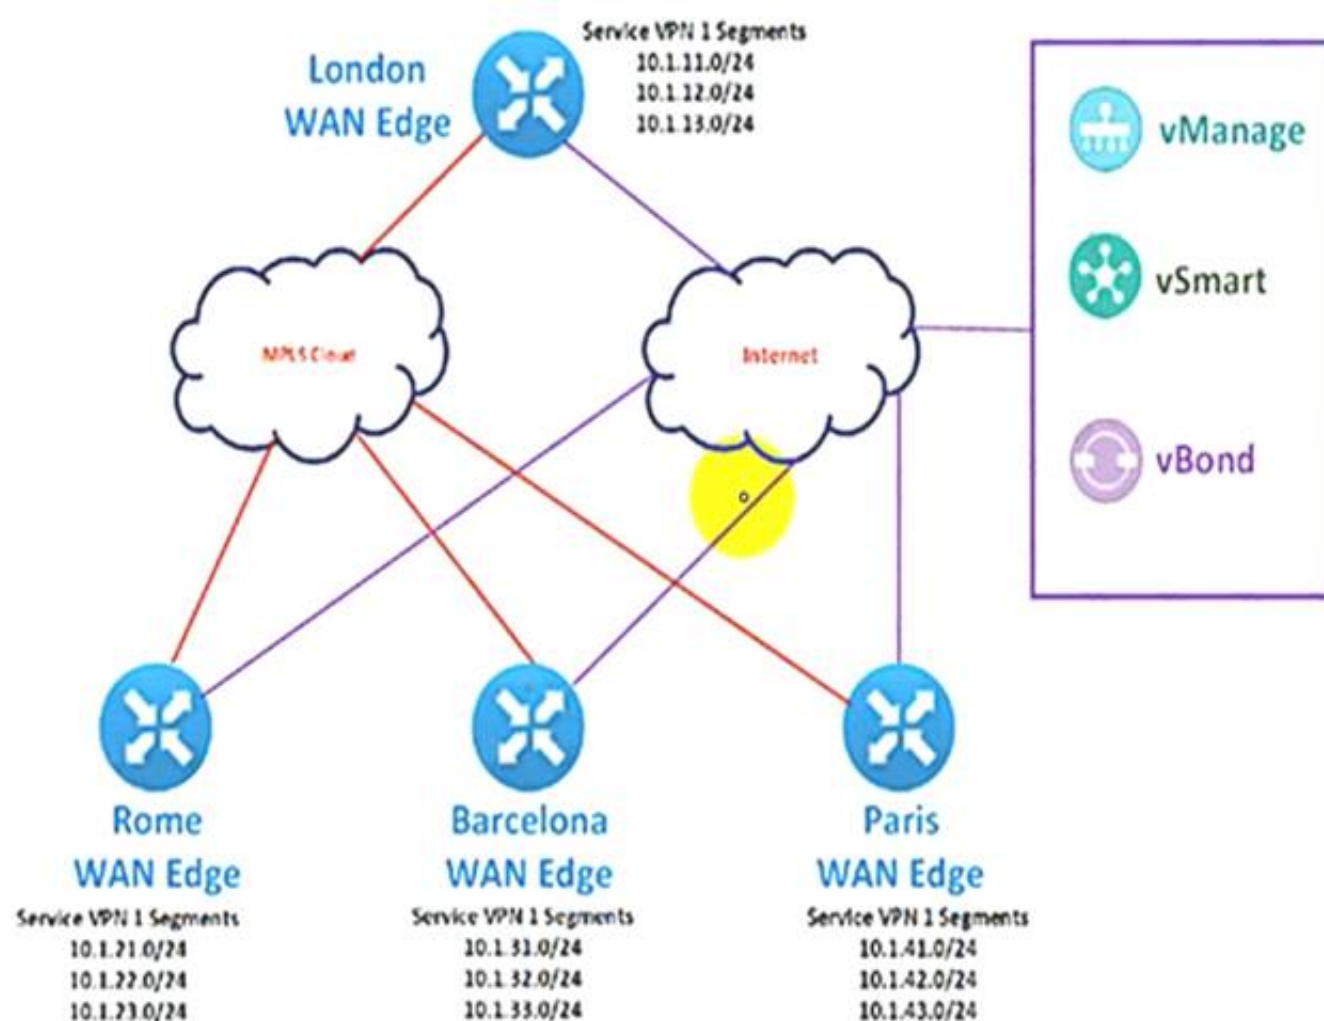 Service VPN 1 Segments
10.1.11.0/24
10.1.12.0/24
10.1.13.0/24
London
WAN Edge
vManage
vSmart
vBond
MPLS Cloud
Internet
Rome
WAN Edge
Service VPN 1 Segments
10.1.21.0/24
10.1.22.0/24
10.1.23.0/24
Barcelona
WAN Edge
Service VPN 1 Segments
10.1.31.0/24
10.1.32.0/24
10.1.33.0/24
Paris
WAN Edge
Service VPN 1 Segments
10.1.41.0/24
10.1.42.0/24
10.1.43.0/24